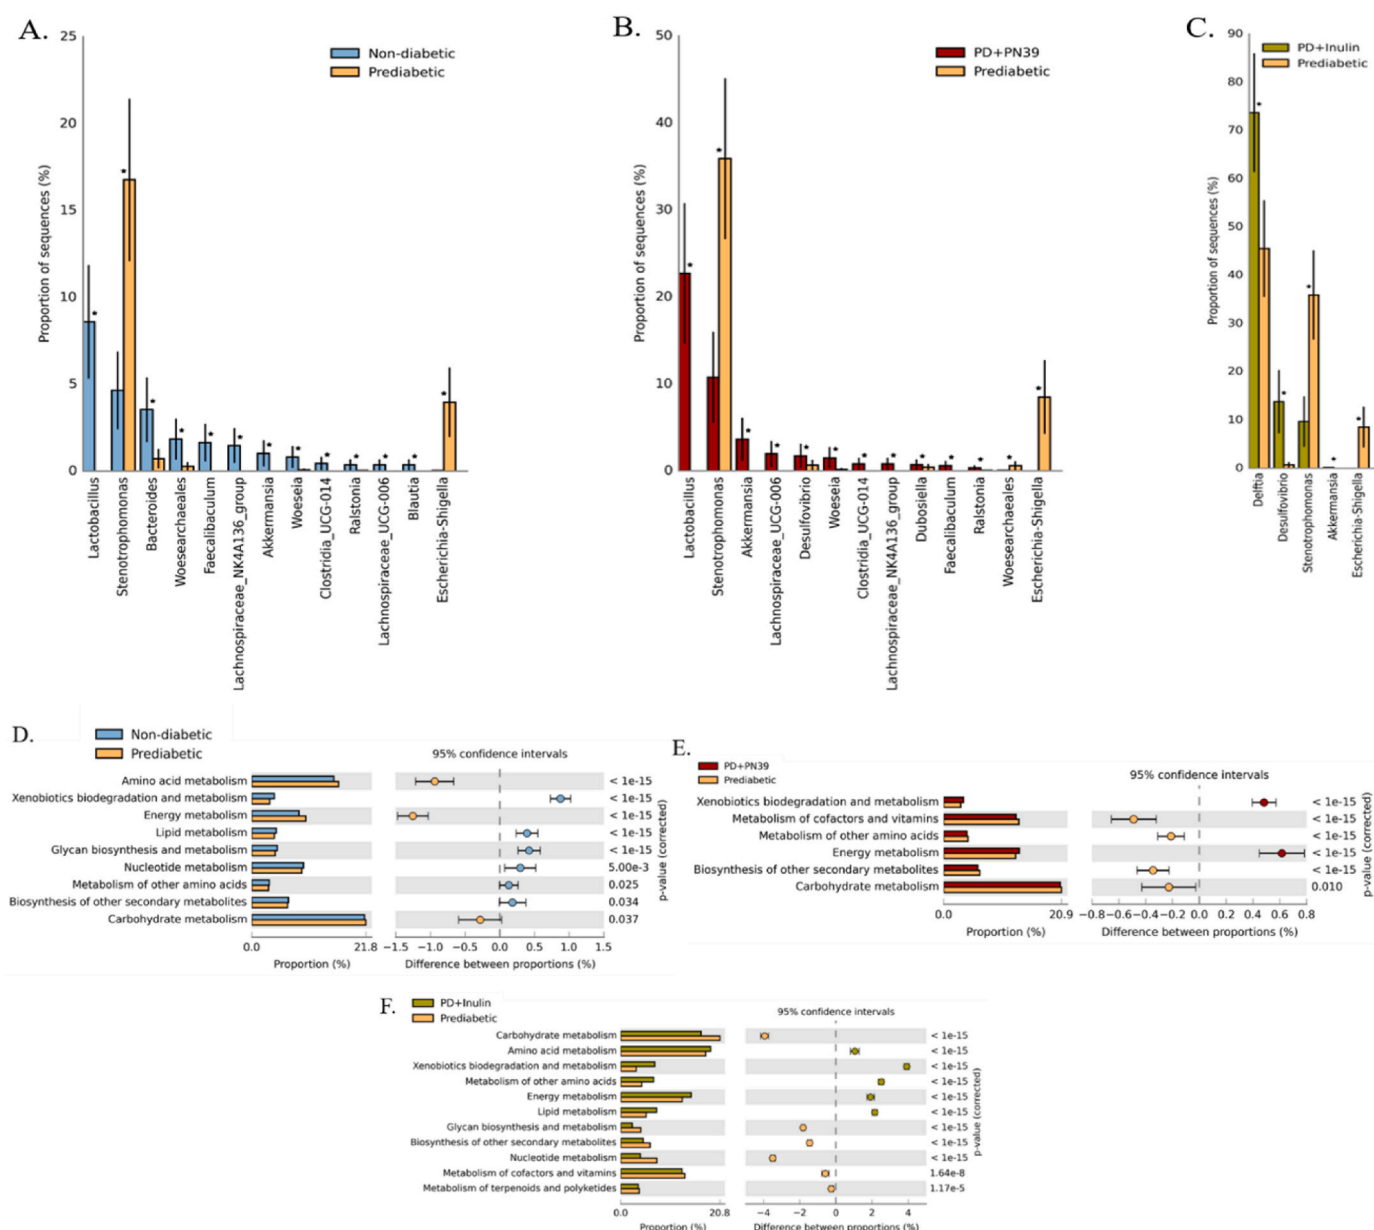 A.
25
20
15
10
5
0
Proportion of sequences (%)
Non-diabetic
Prediabetic
*
*
*
*
*
*
*
*
*
*
*
*
*
Lactobacillus
Stenotrophomonas
Bacteroides
Woesearchaeales
Faecalibaculum
Lachnospiraceae_NK4A136_group
Akkermansia
Woeseia
Clostridia_UCG-014
Ralstonia
Lachnospiraceae_UCG-006
Blautia
Escherichia-Shigella
B.
50
40
30
20
10
0
Proportion of sequences (%)
PD+PN39
Prediabetic
*
*
*
*
*
*
*
*
*
*
*
*
*
Lactobacillus
Stenotrophomonas
Akkermansia
Lachnospiraceae_UCG-006
Desulfovibrio
Woeseia
Clostridia_UCG-014
Lachnospiraceae_NK4A136_group
Dubosiella
Faecalibaculum
Ralstonia
Woesearchaeales
Escherichia-Shigella
C.
90
80
70
60
50
40
30
20
10
0
Proportion of sequences (%)
PD+Inulin
Prediabetic
*
*
*
*
*
Delftia
Desulfovibrio
Stenotrophomonas
Akkermansia
Escherichia-Shigella
D.
Non-diabetic
Prediabetic
95% confidence intervals
Amino acid metabolism < 1e-15
Xenobiotics biodegradation and metabolism < 1e-15
Energy metabolism < 1e-15
Lipid metabolism < 1e-15
Glycan biosynthesis and metabolism < 1e-15
Nucleotide metabolism 5.00e-3
Metabolism of other amino acids 0.025
Biosynthesis of other secondary metabolites 0.034
Carbohydrate metabolism 0.037
p-value (corrected)
0.0 21.8 −1.5 −1.0 −0.5 0.0 0.5 1.0 1.5
Proportion (%) Difference between proportions (%)
E.
PD+PN39
Prediabetic
95% confidence intervals
Xenobiotics biodegradation and metabolism < 1e-15
Metabolism of cofactors and vitamins < 1e-15
Metabolism of other amino acids < 1e-15
Energy metabolism < 1e-15
Biosynthesis of other secondary metabolites < 1e-15
Carbohydrate metabolism 0.010
p-value (corrected)
0.0 20.9 −0.8 −0.6 −0.4 −0.2 0.0 0.2 0.4 0.6 0.8
Proportion (%) Difference between proportions (%)
F.
PD+Inulin
Prediabetic
95% confidence intervals
Carbohydrate metabolism < 1e-15
Amino acid metabolism < 1e-15
Xenobiotics biodegradation and metabolism < 1e-15
Metabolism of other amino acids < 1e-15
Energy metabolism < 1e-15
Lipid metabolism < 1e-15
Glycan biosynthesis and metabolism < 1e-15
Biosynthesis of other secondary metabolites < 1e-15
Nucleotide metabolism < 1e-15
Metabolism of cofactors and vitamins 1.64e-8
Metabolism of terpenoids and polyketides 1.17e-5
p-value (corrected)
0.0 20.8 −4 −2 0 2 4
Proportion (%) Difference between proportions (%)